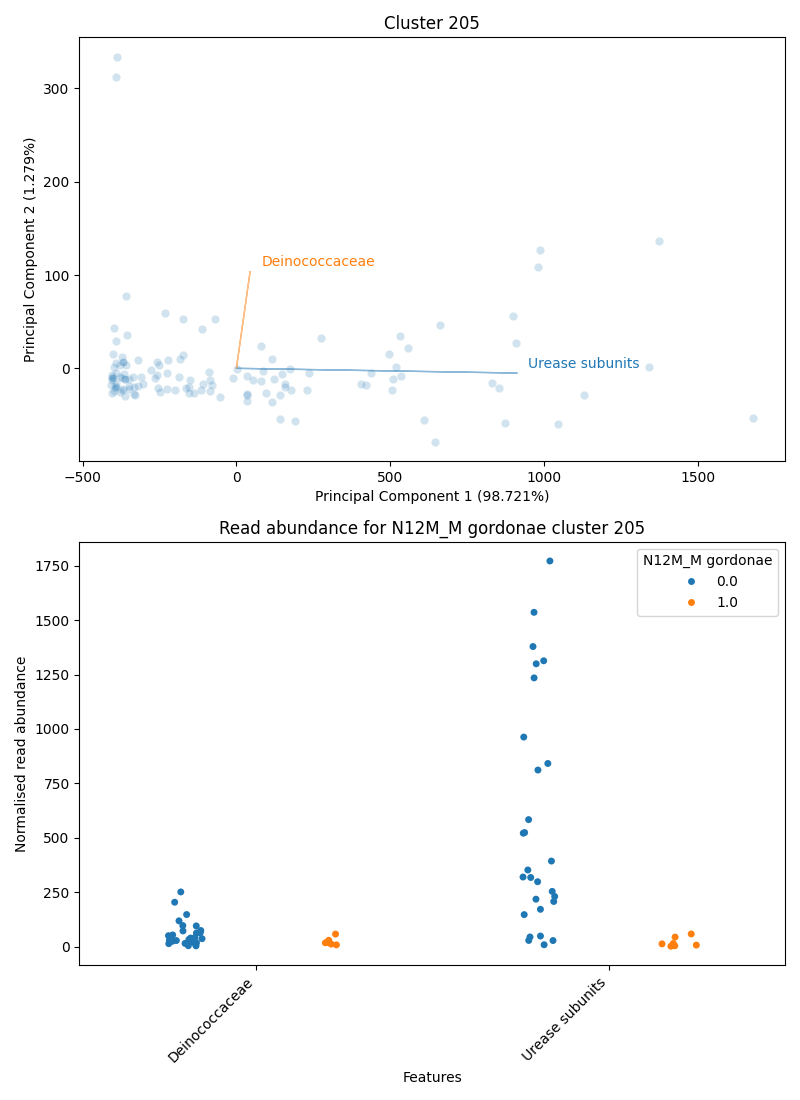 Cluster 205
300
200
100
0
Principal Component 2 (1.279%)
Deinococcaceae
Urease subunits
−500
0
500
1000
1500
Principal Component 1 (98.721%)
Read abundance for N12M_M gordonae cluster 205
1750
1500
1250
1000
750
500
250
0
Normalised read abundance
N12M_M gordonae
0.0
1.0
Deinococcaceae
Urease subunits
Features